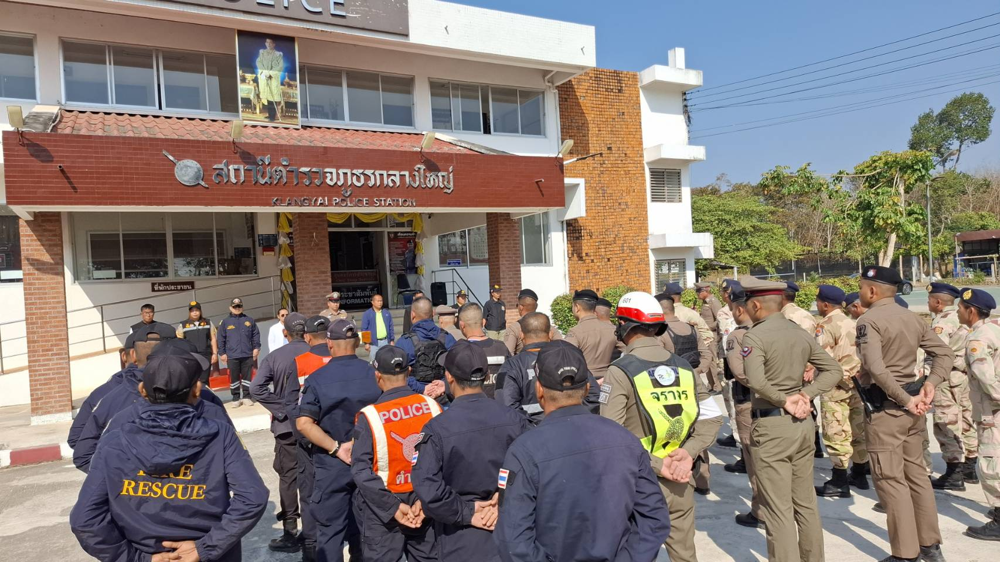 POLICE
สถานีตำรวจภูธรกลางใหญ่
KLANGYAI POLICE STATION
ที่พักประชาชน
ประชาสัมพันธ์
INFORMATION
601
POLICE
จราจร
FIRE
RESCUE